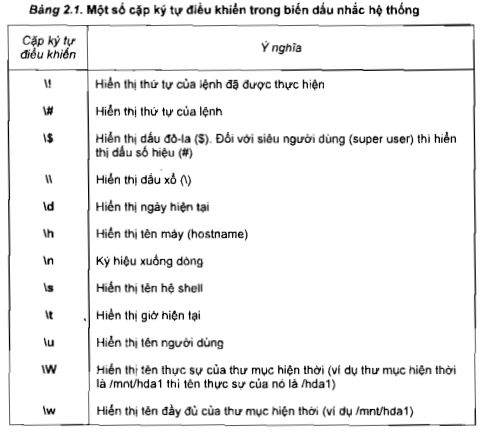 Bảng 2.1. Một số cặp ký tự điều khiển trong biến dấu nhắc hệ thống
Cặp ký tự
điều khiển
Ý nghĩa
\! Hiển thị thứ tự của lệnh đã được thực hiện
\# Hiển thị thứ tự của lệnh
\$ Hiển thị dấu đô-la ($). Đối với siêu người dùng (super user) thì hiển
thị dấu số hiệu (#)
\\ Hiển thị dấu xổ (\)
\d Hiển thị ngày hiện tại
\h Hiển thị tên máy (hostname)
\n Ký hiệu xuống dòng
\s Hiển thị tên hệ shell
\t Hiển thị giờ hiện tại
\u Hiển thị tên người dùng
\W Hiển thị tên thực sự của thư mục hiện thời (ví dụ thư mục hiện thời
là /mnt/hda1 thì tên thực sự của nó là /hda1)
\w Hiển thị tên đầy đủ của thư mục hiện thời (ví dụ /mnt/hda1)